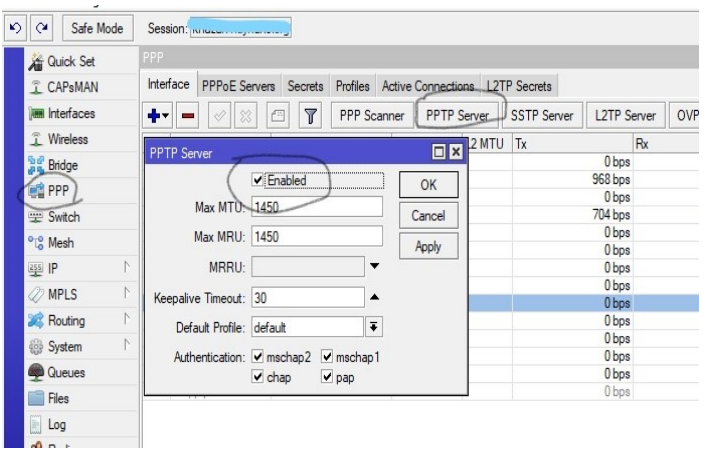 Safe Mode
Session:
Quick Set
CAPsMAN
Interfaces
Wireless
Bridge
PPP
Switch
Mesh
IP
MPLS
Routing
System
Queues
Files
Log
PPP
Interface PPPoE Servers Secrets Profiles Active Connections L2TP Secrets
PPP Scanner PPTP Server SSTP Server L2TP Server OVP
L2 MTU Tx Rx
0 bps
968 bps
0 bps
704 bps
0 bps
0 bps
0 bps
0 bps
0 bps
0 bps
0 bps
0 bps
0 bps
0 bps
PPTP Server
Enabled
Max MTU: 1450
Max MRU: 1450
MRRU:
Keepalive Timeout: 30
Default Profile: default
Authentication: mschap2 mschap1
chap pap
OK
Cancel
Apply